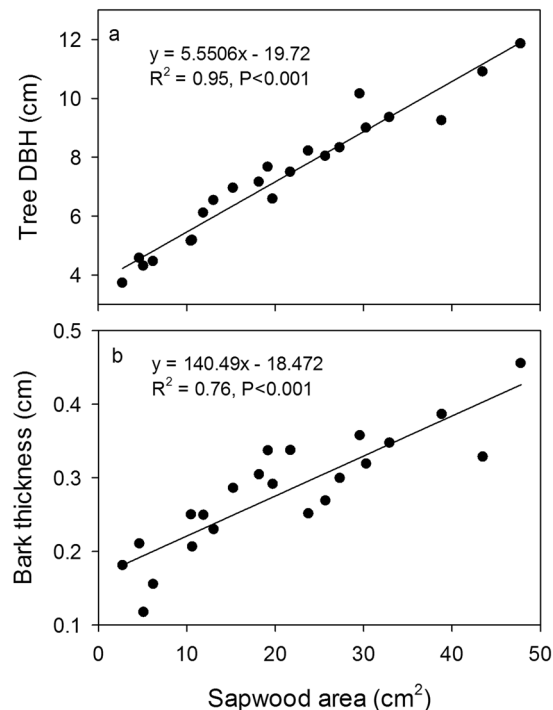 a
y = 5.5506x - 19.72
R² = 0.95, P<0.001
Tree DBH (cm)
12
10
8
6
4
b
y = 140.49x - 18.472
R² = 0.76, P<0.001
Bark thickness (cm)
0.5
0.4
0.3
0.2
0.1
0 10 20 30 40 50
Sapwood area (cm²)